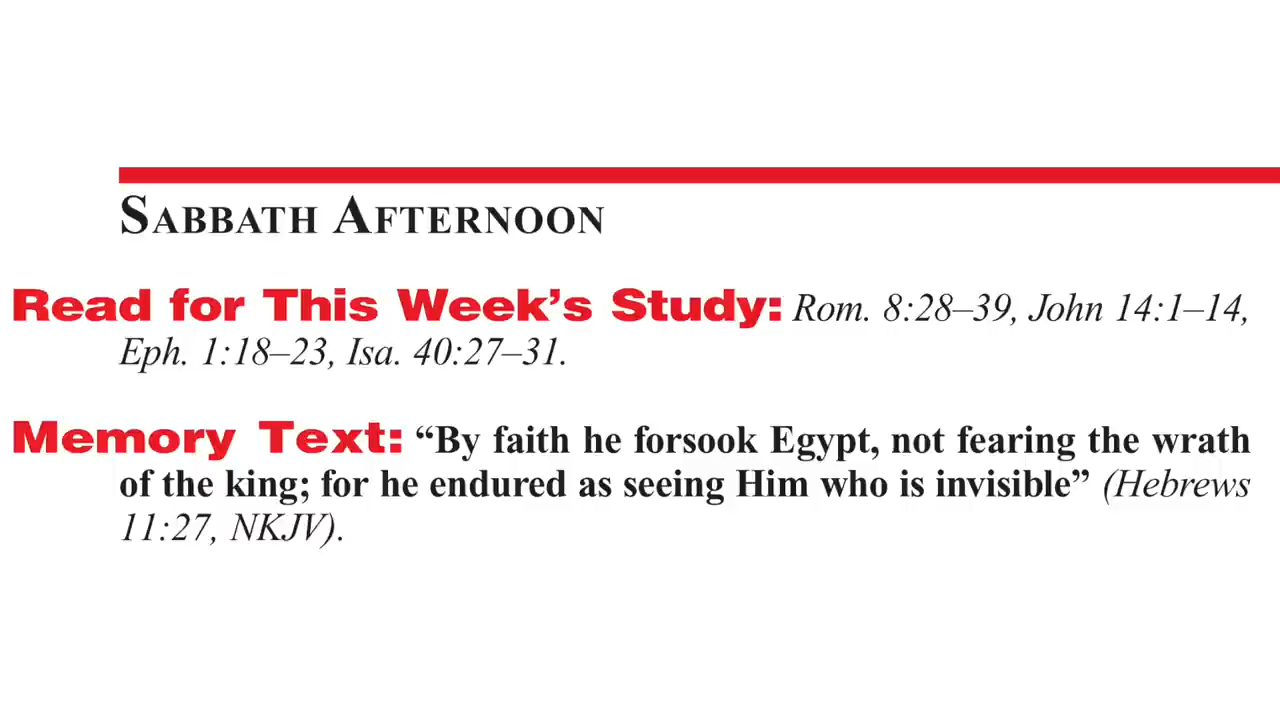 SABBATH AFTERNOON
Read for This Week’s Study: Rom. 8:28–39, John 14:1–14,
Eph. 1:18–23, Isa. 40:27–31.
Memory Text: “By faith he forsook Egypt, not fearing the wrath
of the king; for he endured as seeing Him who is invisible” (Hebrews
11:27, NKJV).